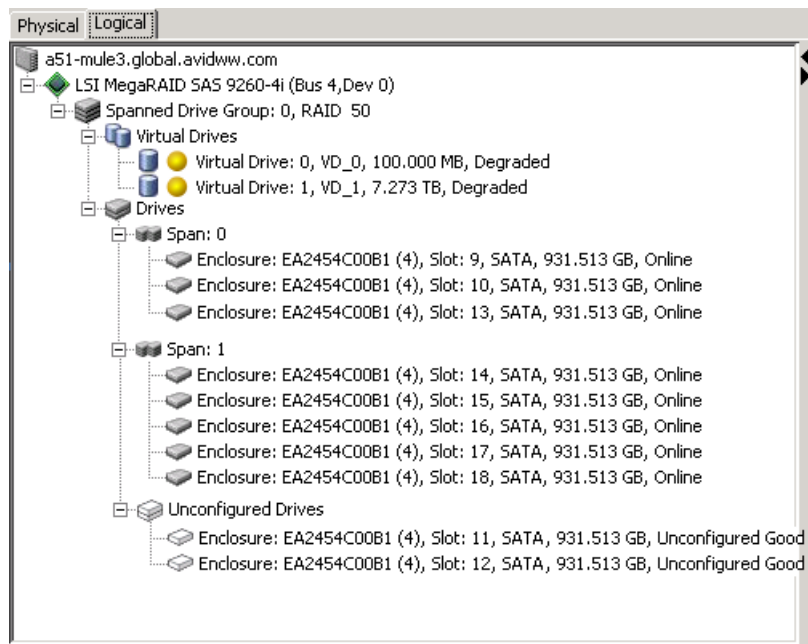 Physical Logical
a51-mule3.global.avidww.com
LSI MegaRAID SAS 9260-4i (Bus 4,Dev 0)
Spanned Drive Group: 0, RAID 50
Virtual Drives
Virtual Drive: 0, VD_0, 100.000 MB, Degraded
Virtual Drive: 1, VD_1, 7.273 TB, Degraded
Drives
Span: 0
Enclosure: EA2454C00B1 (4), Slot: 9, SATA, 931.513 GB, Online
Enclosure: EA2454C00B1 (4), Slot: 10, SATA, 931.513 GB, Online
Enclosure: EA2454C00B1 (4), Slot: 13, SATA, 931.513 GB, Online
Span: 1
Enclosure: EA2454C00B1 (4), Slot: 14, SATA, 931.513 GB, Online
Enclosure: EA2454C00B1 (4), Slot: 15, SATA, 931.513 GB, Online
Enclosure: EA2454C00B1 (4), Slot: 16, SATA, 931.513 GB, Online
Enclosure: EA2454C00B1 (4), Slot: 17, SATA, 931.513 GB, Online
Enclosure: EA2454C00B1 (4), Slot: 18, SATA, 931.513 GB, Online
Unconfigured Drives
Enclosure: EA2454C00B1 (4), Slot: 11, SATA, 931.513 GB, Unconfigured Good
Enclosure: EA2454C00B1 (4), Slot: 12, SATA, 931.513 GB, Unconfigured Good